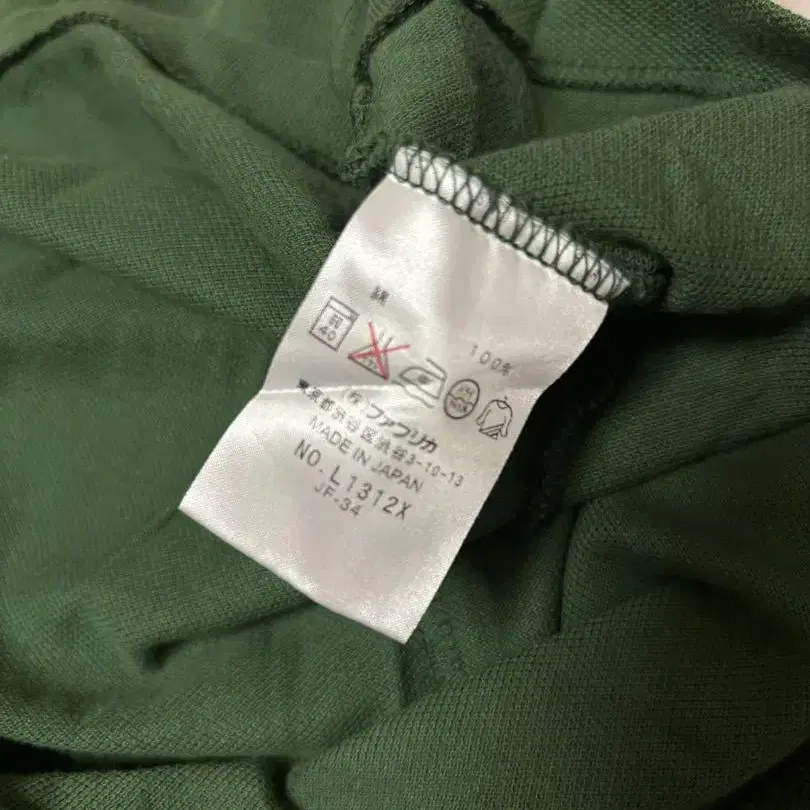 綿
100%
40
(株)ファブリカ
東京都渋谷区渋谷3-10-13
MADE IN JAPAN
NO. L1312X
JF-34